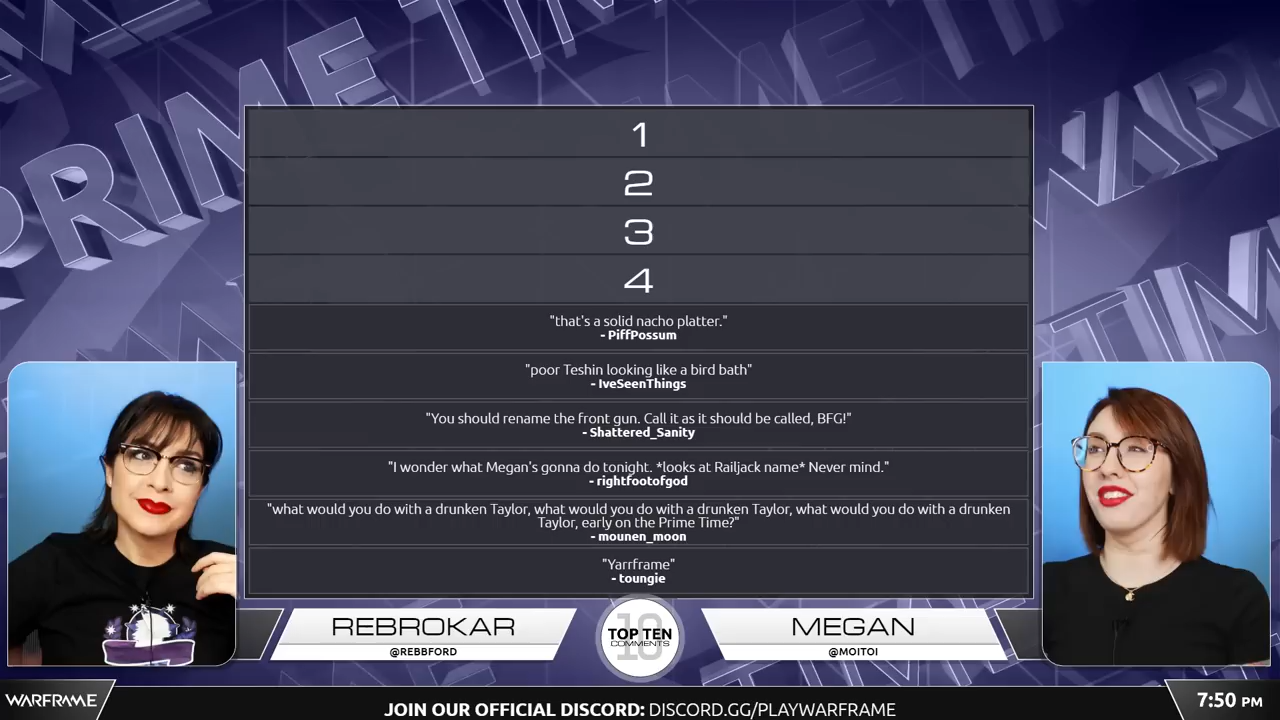 PRIME TIME
1
2
3
4
"that's a solid nacho platter."
- PiffPossum
"poor Teshin looking like a bird bath"
- IveSeenThings
"You should rename the front gun. Call it as it should be called, BFG!"
- Shattered_Sanity
"I wonder what Megan's gonna do tonight. *looks at Railjack name* Never mind."
- rightfootofgod
"what would you do with a drunken Taylor, what would you do with a drunken Taylor, what would you do with a drunken
Taylor, early on the Prime Time?"
- mounen_moon
"Yarrframe"
- toungie
REBROKAR
@REBBFORD
10
TOP TEN
COMMENTS
MEGAN
@MOITOI
WARFRAME
JOIN OUR OFFICIAL DISCORD: DISCORD.GG/PLAYWARFRAME
7:50 PM